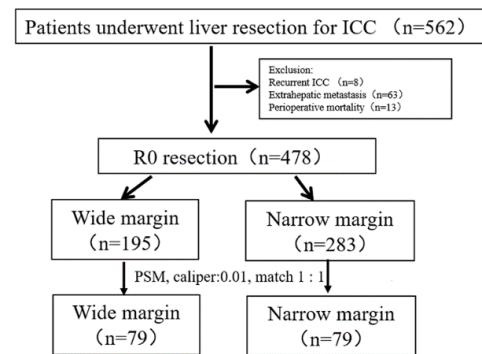 Patients underwent liver resection for ICC （n=562）
Exclusion:
Recurrent ICC （n=8）
Extrahepatic metastasis（n=63）
Perioperative mortality（n=13）
R0 resection（n=478）
Wide margin
（n=195）
Narrow margin
（n=283）
PSM, caliper:0.01, match 1 : 1
Wide margin
（n=79）
Narrow margin
（n=79）